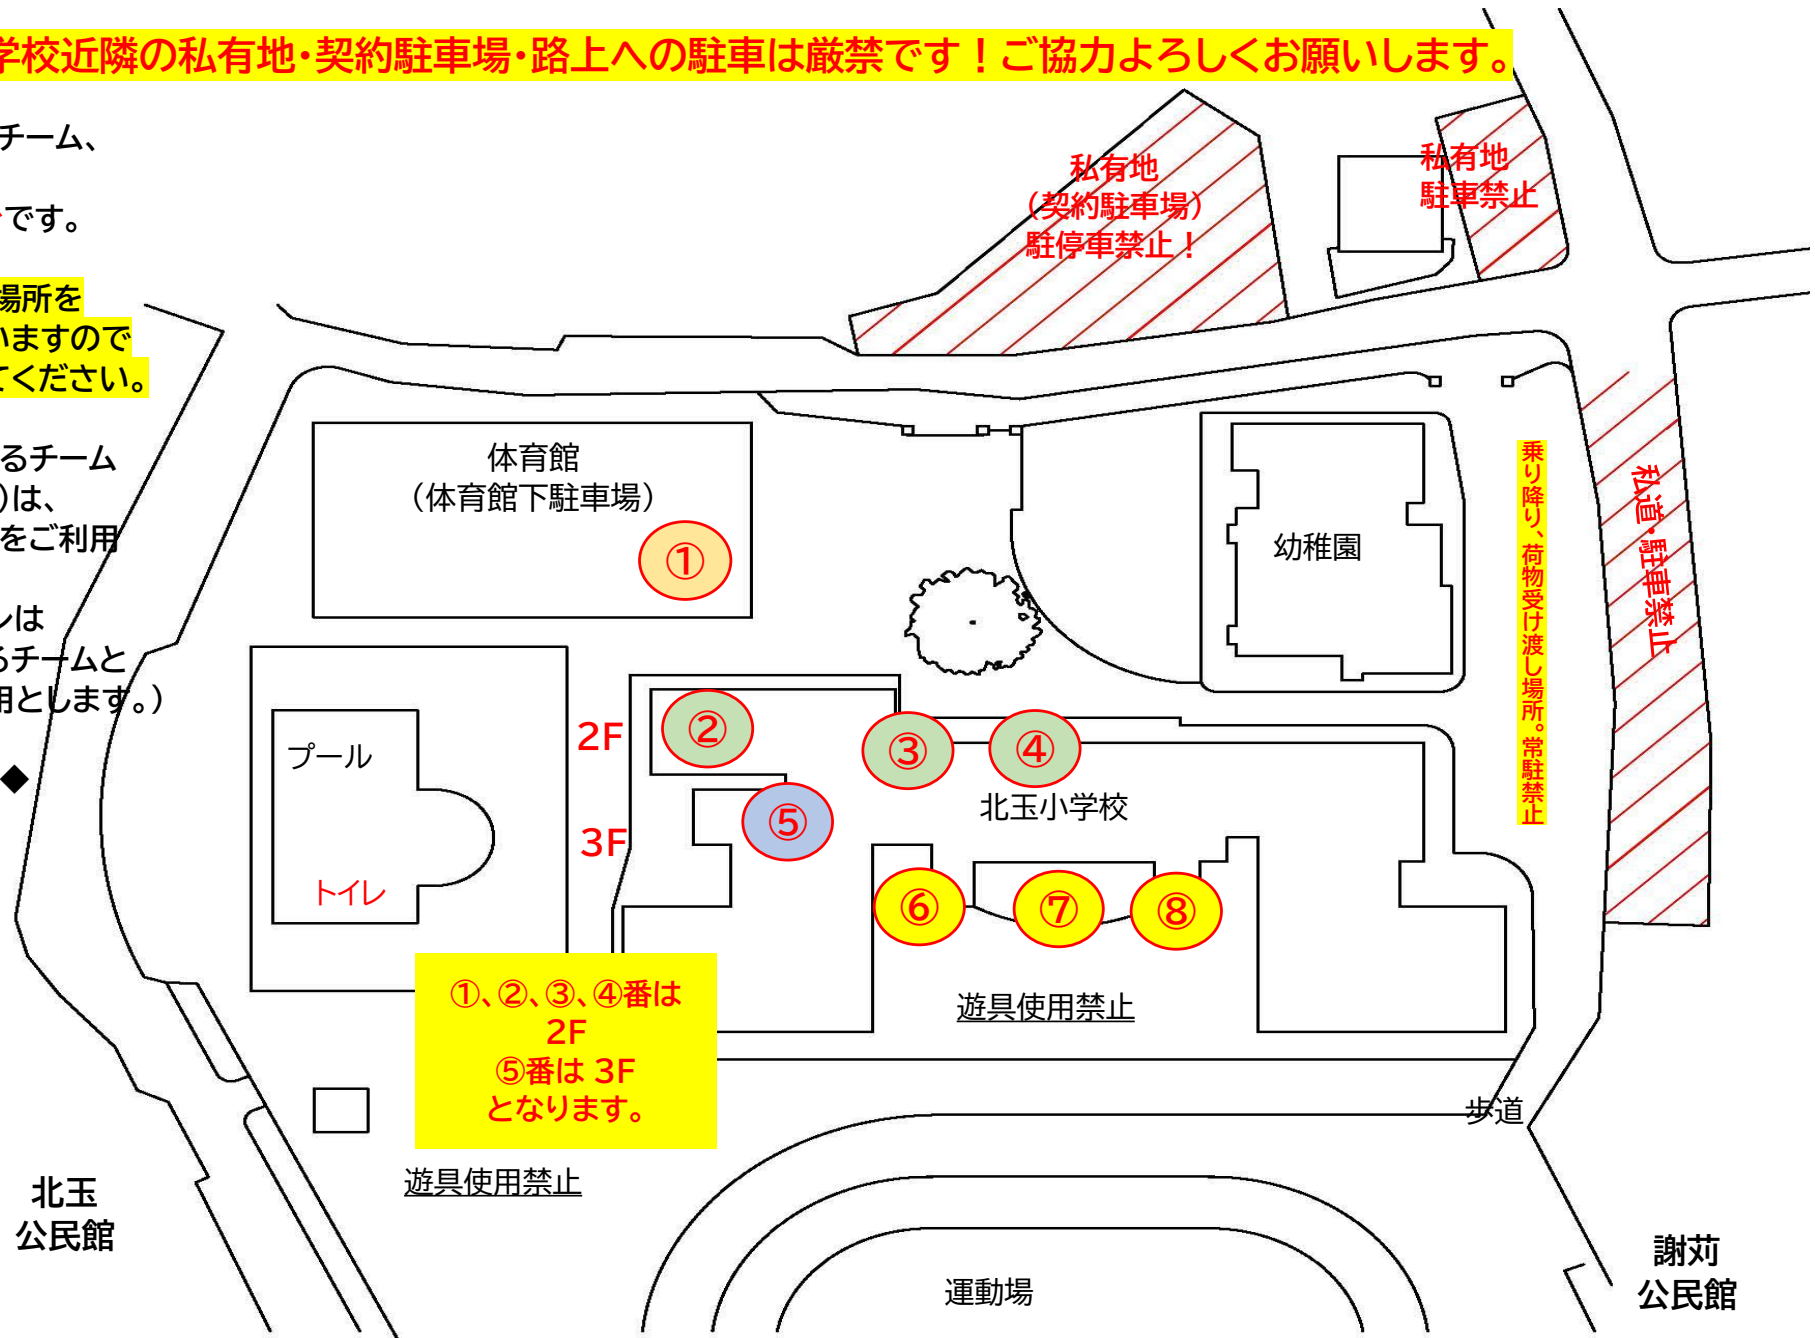 学校近隣の私有地・契約駐車場・路上への駐車は厳禁です！ご協力よろしくお願いします。
チーム、
です。
場所を
いますので
てください。
るチーム
)は、
をご利用
ンは
るチームと
用とします。）
◆
私有地
（契約駐車場）
駐停車禁止！
私有地
駐車禁止
体育館
（体育館下駐車場）
①
幼稚園
乗り降り、荷物受け渡し場所。常駐禁止
私道・駐車禁止
プール
トイレ
2F
3F
②
③
④
⑤
北玉小学校
⑥
⑦
⑧
①、②、③、④番は
2F
⑤番は 3F
となります。
遊具使用禁止
遊具使用禁止
歩道
運動場
北玉
公民館
謝苅
公民館